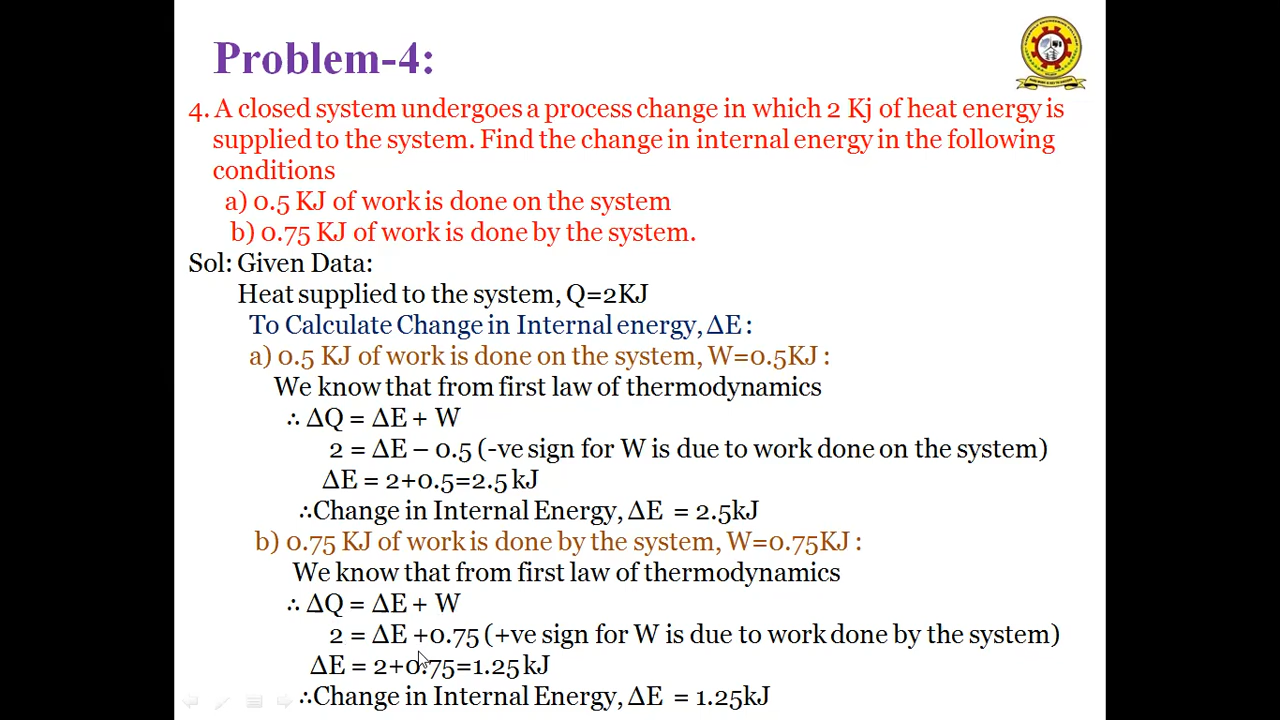 Problem-4:
4. A closed system undergoes a process change in which 2 Kj of heat energy is
supplied to the system. Find the change in internal energy in the following
conditions
a) 0.5 KJ of work is done on the system
b) 0.75 KJ of work is done by the system.
Sol: Given Data:
Heat supplied to the system, Q=2KJ
To Calculate Change in Internal energy, ΔE :
a) 0.5 KJ of work is done on the system, W=0.5KJ :
We know that from first law of thermodynamics
∴ ΔQ = ΔE + W
2 = ΔE – 0.5 (-ve sign for W is due to work done on the system)
ΔE = 2+0.5=2.5 kJ
∴Change in Internal Energy, ΔE = 2.5kJ
b) 0.75 KJ of work is done by the system, W=0.75KJ :
We know that from first law of thermodynamics
∴ ΔQ = ΔE + W
2 = ΔE +0.75 (+ve sign for W is due to work done by the system)
ΔE = 2+0.75=1.25 kJ
∴Change in Internal Energy, ΔE = 1.25kJ